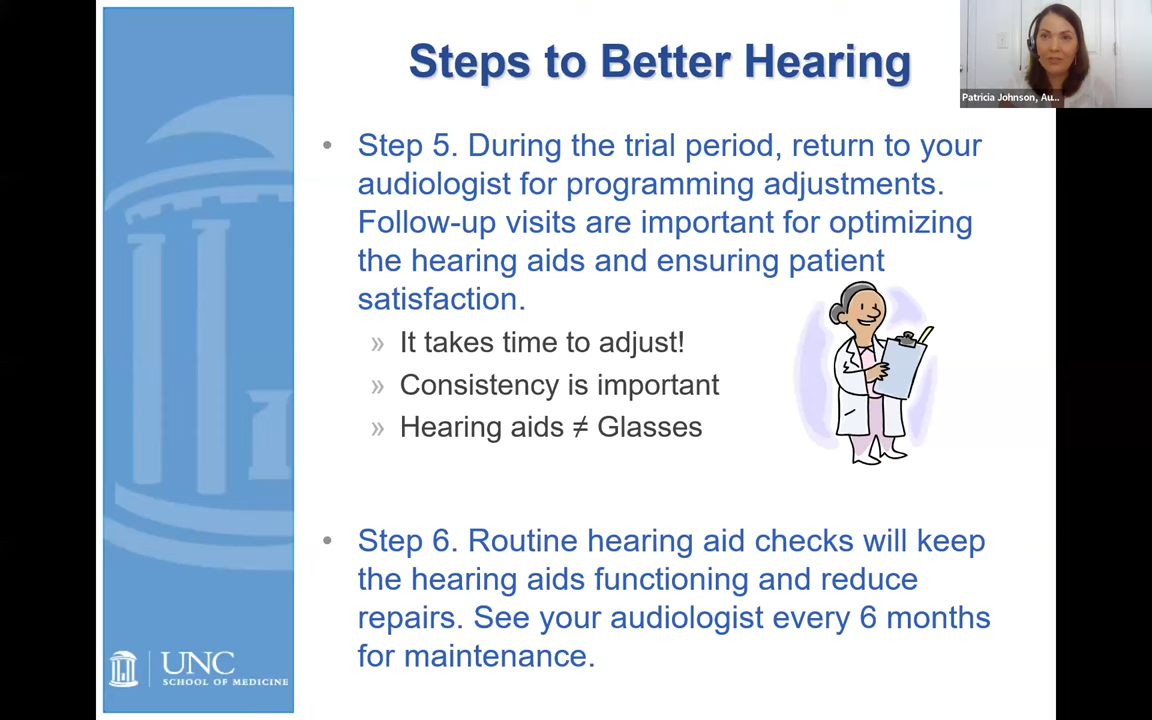 Steps to Better Hearing
Patricia Johnson, Au...
• Step 5. During the trial period, return to your
audiologist for programming adjustments.
Follow-up visits are important for optimizing
the hearing aids and ensuring patient
satisfaction.
» It takes time to adjust!
» Consistency is important
» Hearing aids ≠ Glasses
• Step 6. Routine hearing aid checks will keep
the hearing aids functioning and reduce
repairs. See your audiologist every 6 months
for maintenance.
UNC
SCHOOL OF MEDICINE